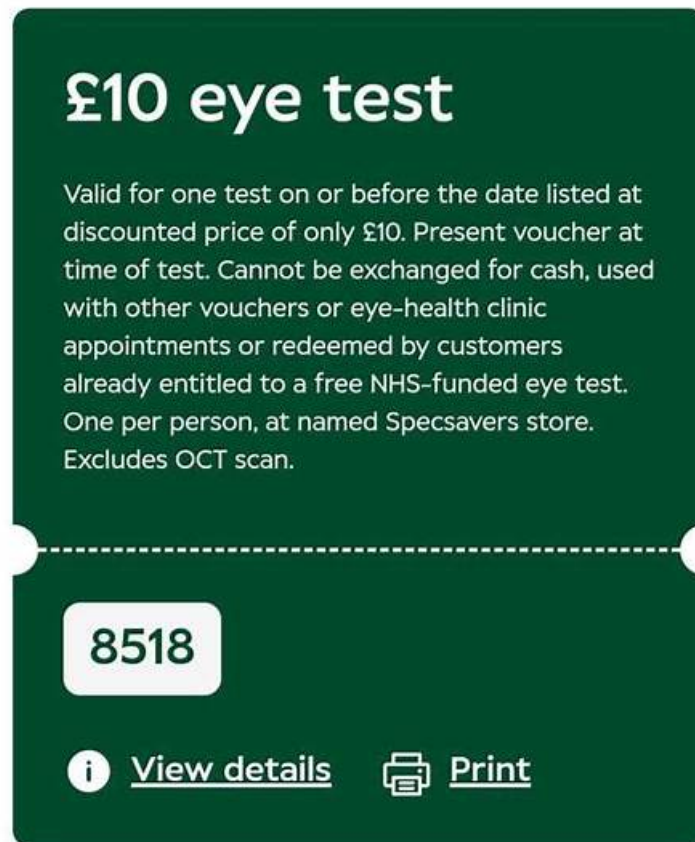 £10 eye test
Valid for one test on or before the date listed at
discounted price of only £10. Present voucher at
time of test. Cannot be exchanged for cash, used
with other vouchers or eye-health clinic
appointments or redeemed by customers
already entitled to a free NHS-funded eye test.
One per person, at named Specsavers store.
Excludes OCT scan.
8518
View details
Print